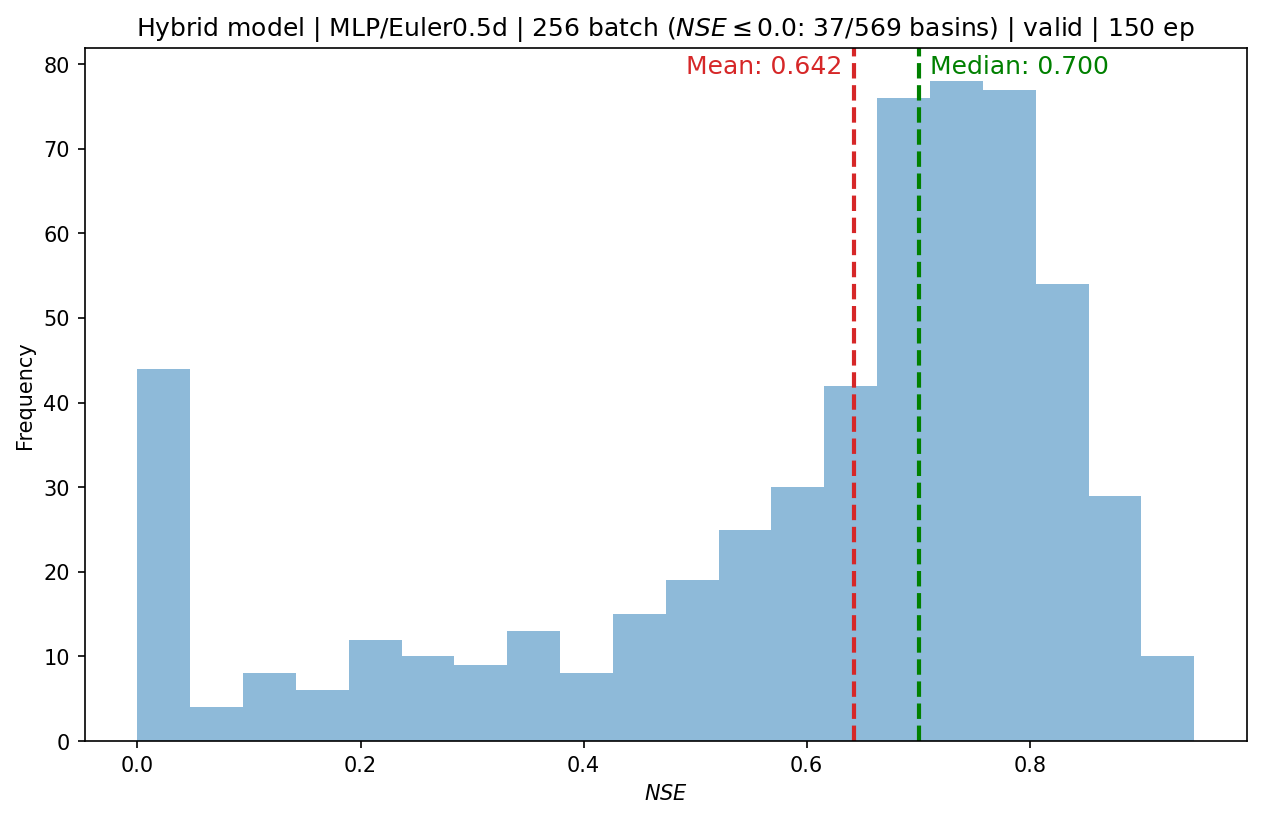 Hybrid model | MLP/Euler0.5d | 256 batch (NSE ≤ 0.0: 37/569 basins) | valid | 150 ep
Mean: 0.642
Median: 0.700
80
70
60
50
40
30
20
10
0
Frequency
0.0
0.2
0.4
0.6
0.8
NSE